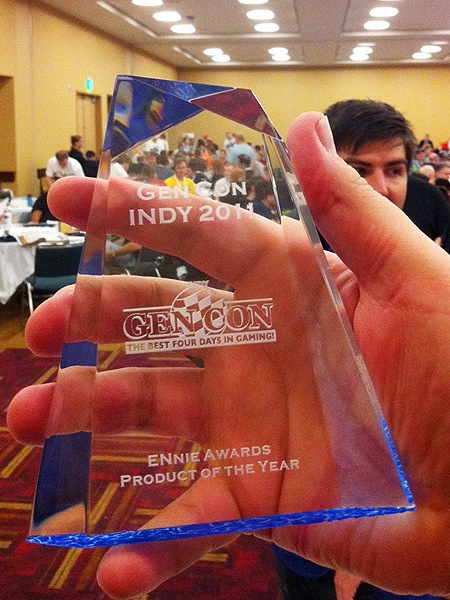 GEN CON
INDY 2011
GEN CON
THE BEST FOUR DAYS IN GAMING!
ENNIE AWARDS
PRODUCT OF THE YEAR